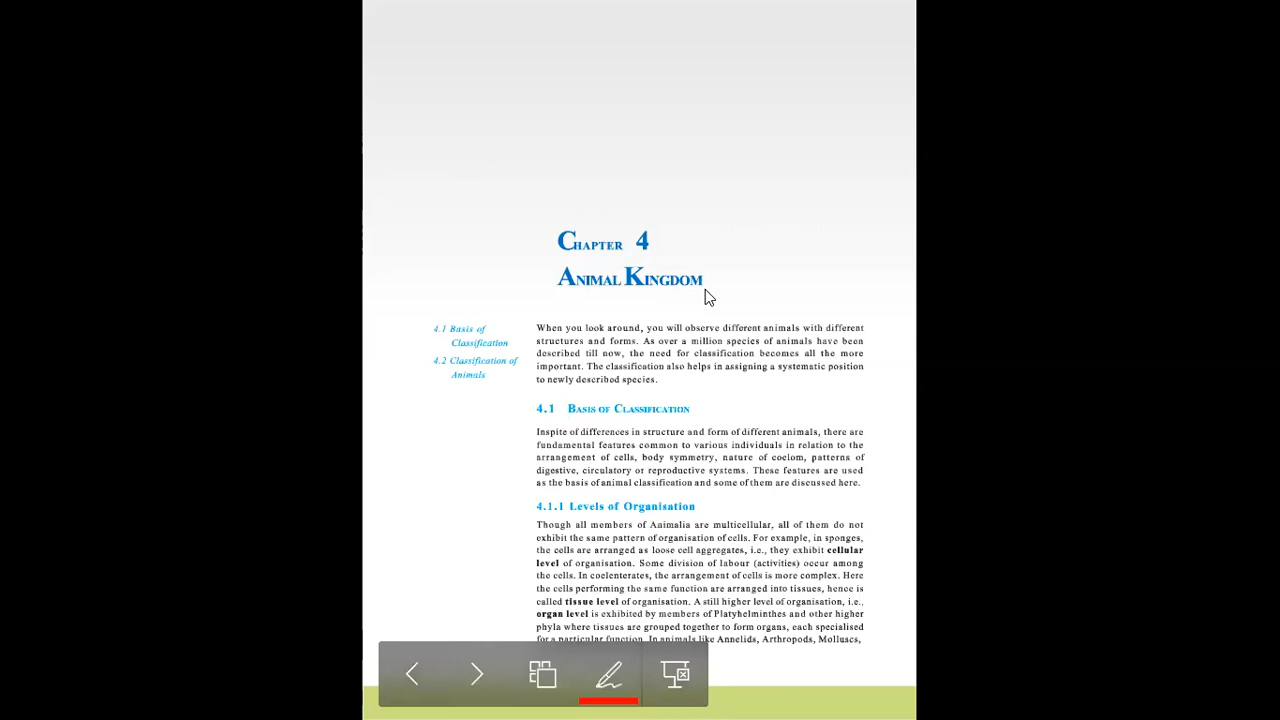 CHAPTER 4
ANIMAL KINGDOM
4.1 Basis of
Classification
4.2 Classification of
Animals
When you look around, you will observe different animals with different
structures and forms. As over a million species of animals have been
described till now, the need for classification becomes all the more
important. The classification also helps in assigning a systematic position
to newly described species.
4.1 BASIS OF CLASSIFICATION
Inspite of differences in structure and form of different animals, there are
fundamental features common to various individuals in relation to the
arrangement of cells, body symmetry, nature of coelom, patterns of
digestive, circulatory or reproductive systems. These features are used
as the basis of animal classification and some of them are discussed here.
4.1.1 Levels of Organisation
Though all members of Animalia are multicellular, all of them do not
exhibit the same pattern of organisation of cells. For example, in sponges,
the cells are arranged as loose cell aggregates, i.e., they exhibit cellular
level of organisation. Some division of labour (activities) occur among
the cells. In coelenterates, the arrangement of cells is more complex. Here
the cells performing the same function are arranged into tissues, hence is
called tissue level of organisation. A still higher level of organisation, i.e.,
organ level is exhibited by members of Platyhelminthes and other higher
phyla where tissues are grouped together to form organs, each specialised
for a particular function. In animals like Annelids, Arthropods, Molluscs,